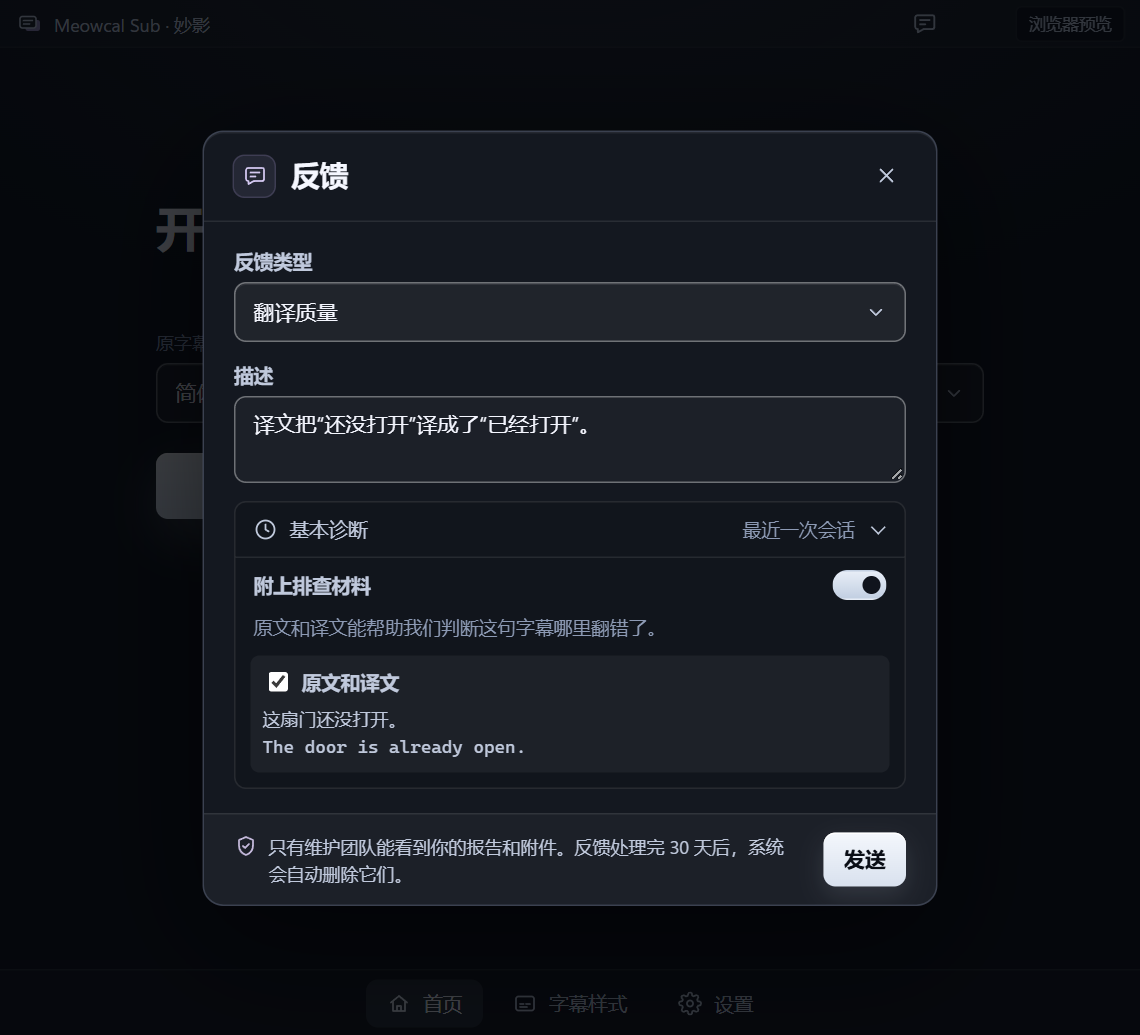 Meowcal Sub · 妙影
浏览器预览
反馈
开
反馈类型
翻译质量
原字幕
简体
描述
译文把“还没打开”译成了“已经打开”。
基本诊断
最近一次会话
附上排查材料
原文和译文能帮助我们判断这句字幕哪里翻错了。
原文和译文
这扇门还没打开。
The door is already open.
只有维护团队能看到你的报告和附件。反馈处理完 30 天后，系统
会自动删除它们。
发送
首页
字幕样式
设置